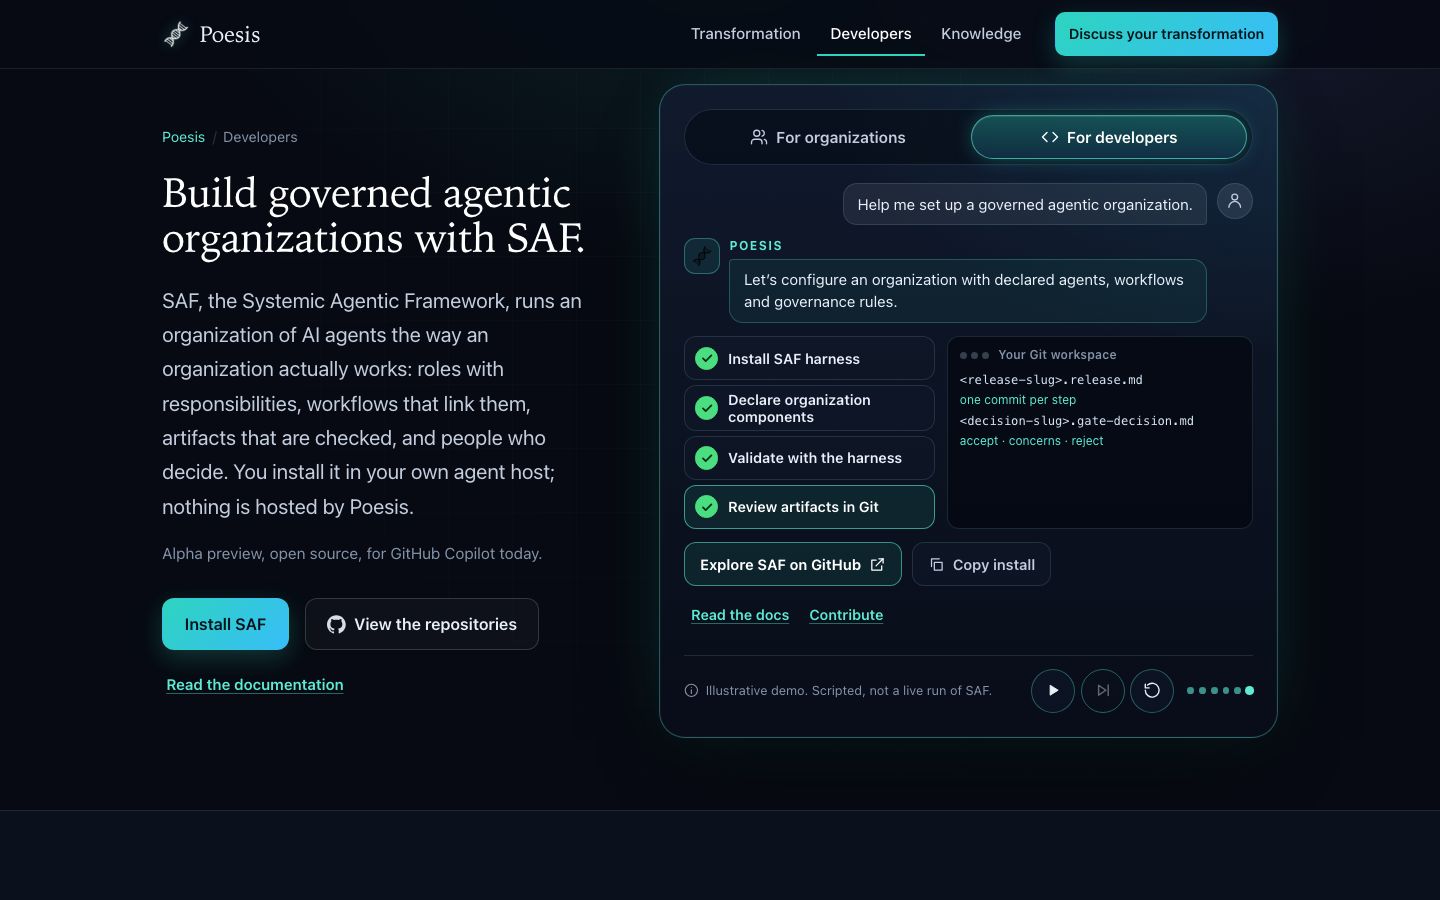 Poesis
Transformation
Developers
Knowledge
Discuss your transformation
Poesis / Developers
Build governed agentic
organizations with SAF.
SAF, the Systemic Agentic Framework, runs an
organization of AI agents the way an
organization actually works: roles with
responsibilities, workflows that link them,
artifacts that are checked, and people who
decide. You install it in your own agent host;
nothing is hosted by Poesis.
Alpha preview, open source, for GitHub Copilot today.
Install SAF
View the repositories
Read the documentation
For organizations
For developers
Help me set up a governed agentic organization.
POESIS
Let’s configure an organization with declared agents, workflows
and governance rules.
Install SAF harness
Declare organization
components
Validate with the harness
Review artifacts in Git
Your Git workspace
<release-slug>.release.md
one commit per step
<decision-slug>.gate-decision.md
accept · concerns · reject
Explore SAF on GitHub
Copy install
Read the docs
Contribute
Illustrative demo. Scripted, not a live run of SAF.